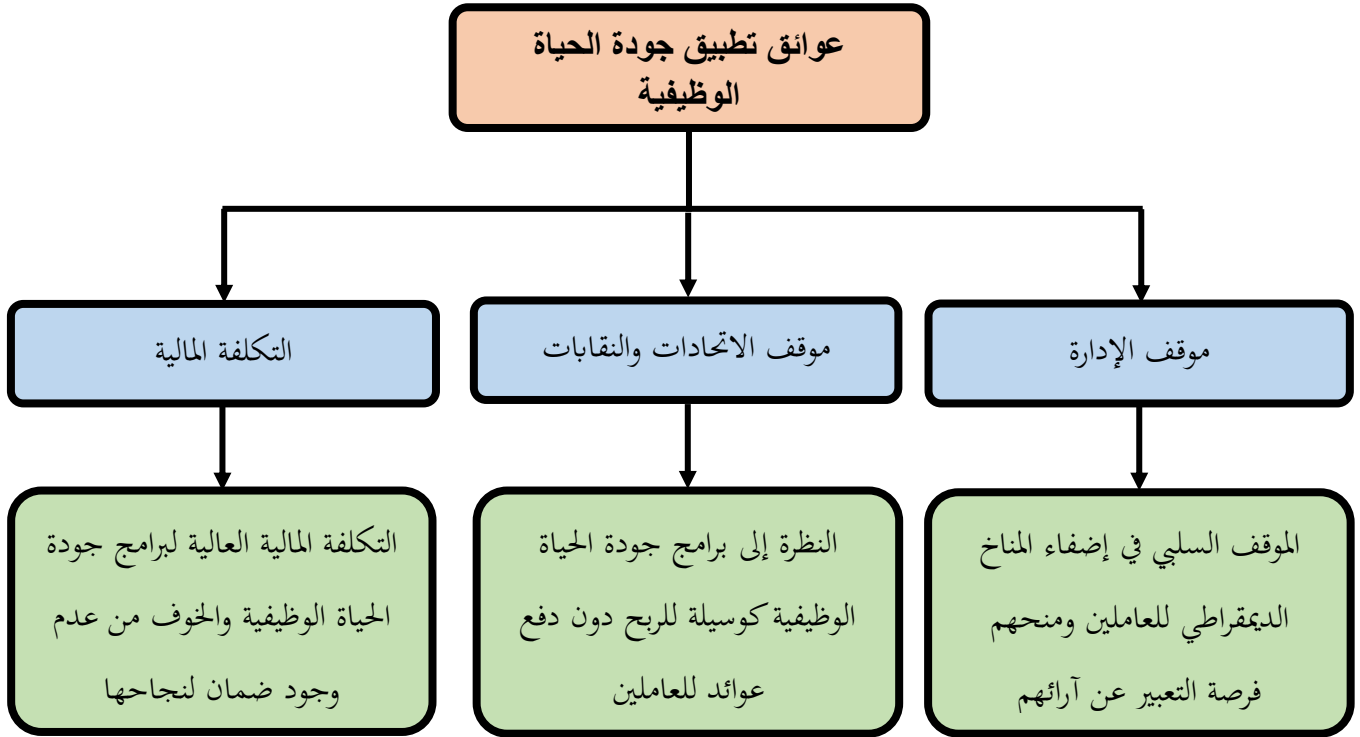 عوائق تطبيق جودة الحياة
الوظيفية
موقف الإدارة
موقف الاتحادات والنقابات
التكلفة المالية
الموقف السلبي في إضفاء المناخ
الديمقراطي للعاملين ومنحهم
فرصة التعبير عن آرائهم
النظرة إلى برامج جودة الحياة
الوظيفية كوسيلة للربح دون دفع
عوائد للعاملين
التكلفة المالية العالية لبرامج جودة
الحياة الوظيفية والخوف من عدم
وجود ضمان لنجاحها